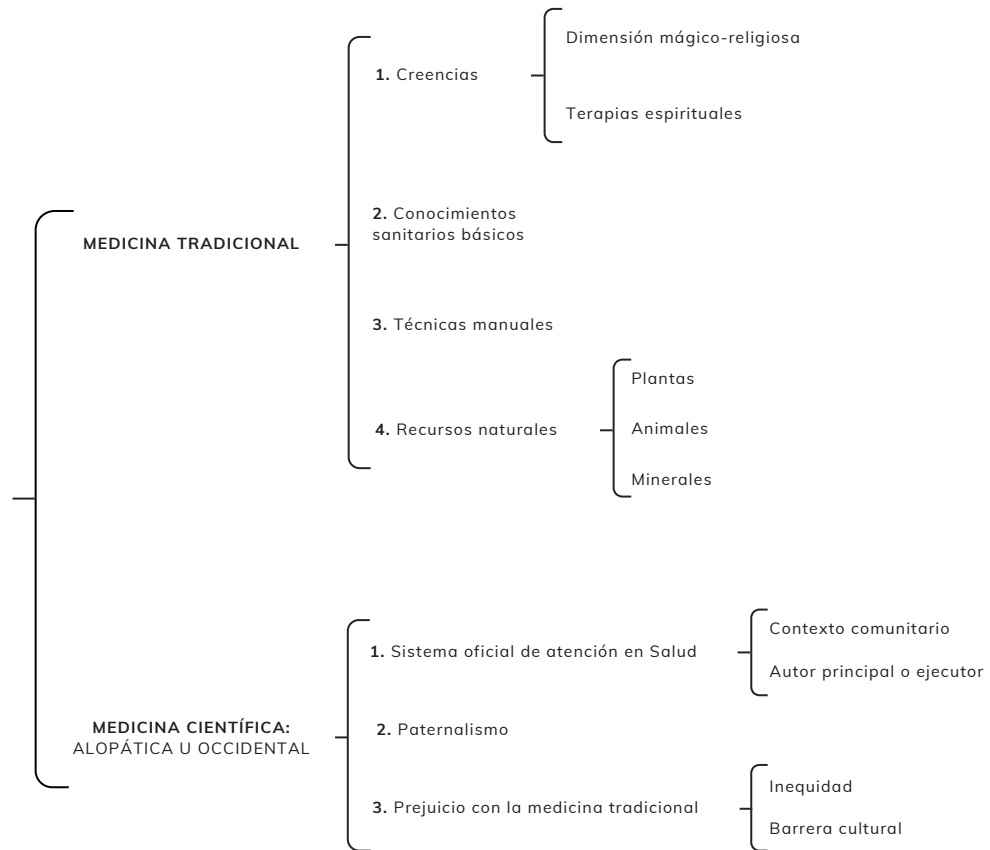 MEDICINA TRADICIONAL
1. Creencias
Dimensión mágico-religiosa
Terapias espirituales
2. Conocimientos
sanitarios básicos
3. Técnicas manuales
4. Recursos naturales
Plantas
Animales
Minerales
MEDICINA CIENTÍFICA:
ALOPÁTICA U OCCIDENTAL
1. Sistema oficial de atención en Salud
Contexto comunitario
Autor principal o ejecutor
2. Paternalismo
3. Prejuicio con la medicina tradicional
Inequidad
Barrera cultural